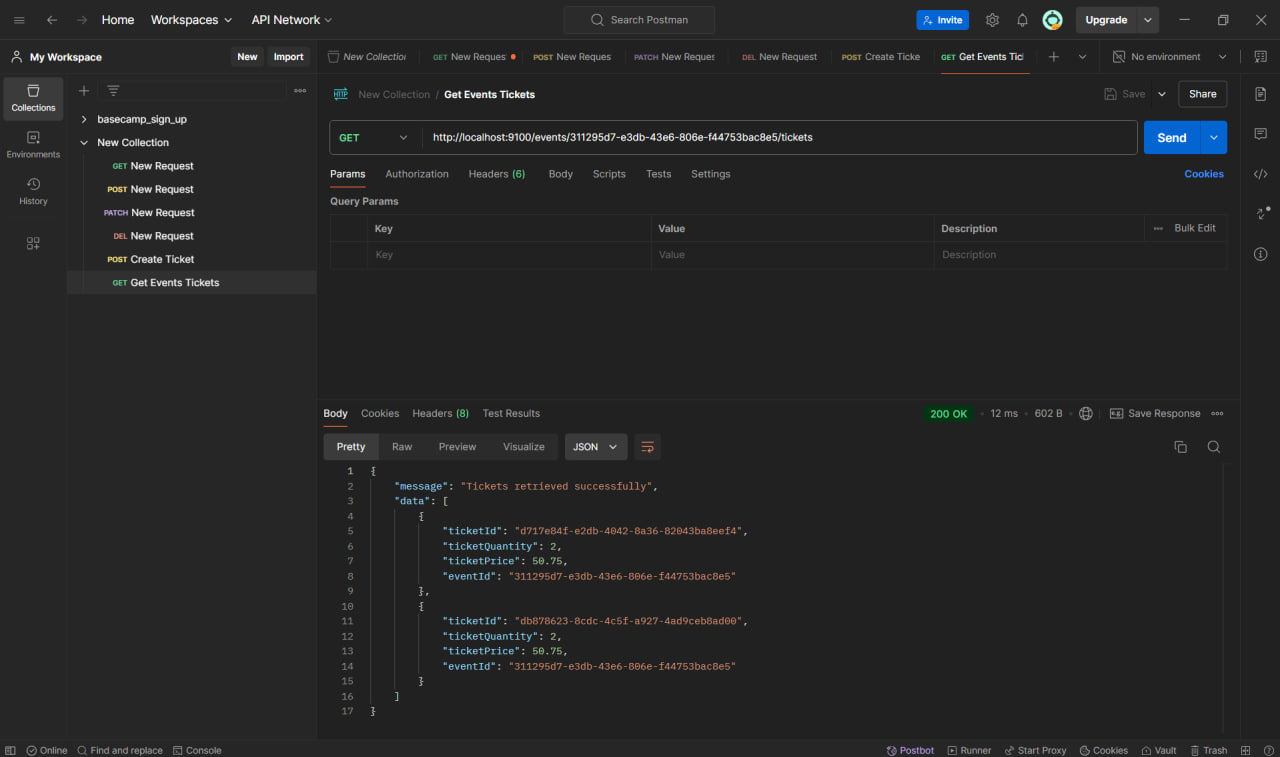 Home Workspaces API Network Search Postman Invite Upgrade
My Workspace New Import New Collectior GET New Reques POST New Reques PATCH New Reques DEL New Request POST Create Ticke GET Get Events Tic No environment
Collections
Environments
History
basecamp_sign_up
New Collection
GET New Request
POST New Request
PATCH New Request
DEL New Request
POST Create Ticket
GET Get Events Tickets
HTTP New Collection / Get Events Tickets Save Share
GET http://localhost:9100/events/311295d7-e3db-43e6-806e-f44753bac8e5/tickets Send
Params Authorization Headers (6) Body Scripts Tests Settings Cookies
Query Params
Key Value Description Bulk Edit
Key Value Description
Body Cookies Headers (8) Test Results 200 OK 12 ms 602 B e.g. Save Response
Pretty Raw Preview Visualize JSON
1 {
2 "message": "Tickets retrieved successfully",
3 "data": [
4 {
5 "ticketId": "d717e84f-e2db-4042-8a36-82043ba8eef4",
6 "ticketQuantity": 2,
7 "ticketPrice": 50.75,
8 "eventId": "311295d7-e3db-43e6-806e-f44753bac8e5"
9 },
10 {
11 "ticketId": "db878623-8cdc-4c5f-a927-4ad9ceb8ad00",
12 "ticketQuantity": 2,
13 "ticketPrice": 50.75,
14 "eventId": "311295d7-e3db-43e6-806e-f44753bac8e5"
15 }
16 ]
17 }
Online Find and replace Console Postbot Runner Start Proxy Cookies Vault Trash